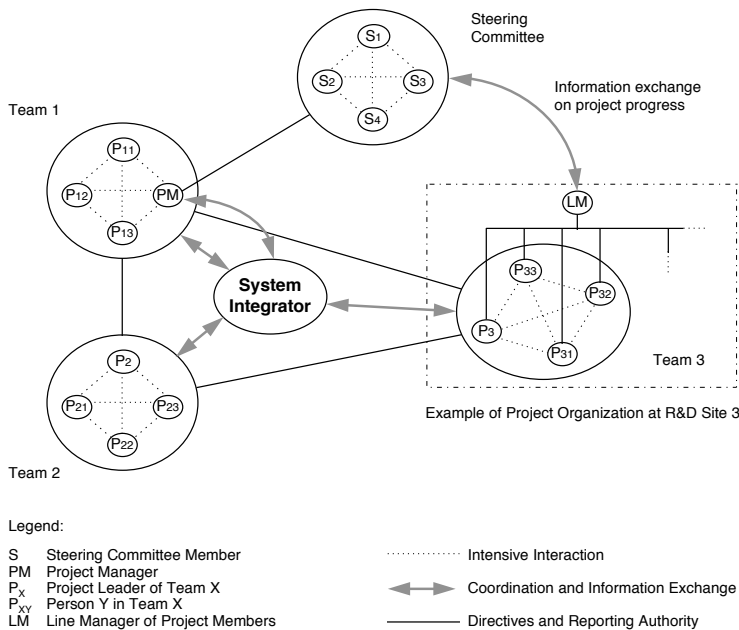 Steering
Committee
S1
S2
S3
S4
Information exchange
on project progress
Team 1
P11
P12
PM
P13
LM
System
Integrator
P33
P32
P3
P31
Team 3
Example of Project Organization at R&D Site 3
P2
P21
P23
P22
Team 2
Legend:
S Steering Committee Member
PM Project Manager
PX Project Leader of Team X
PXY Person Y in Team X
LM Line Manager of Project Members
Intensive Interaction
Coordination and Information Exchange
Directives and Reporting Authority